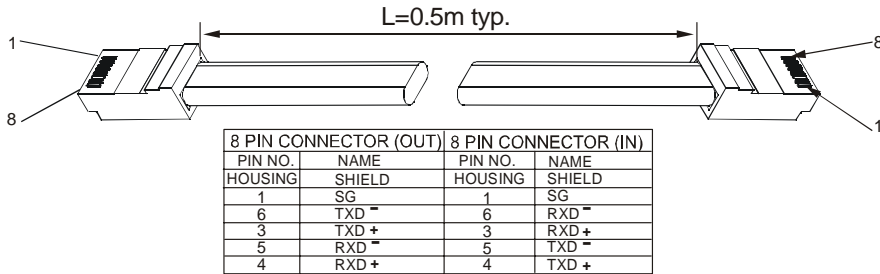 L=0.5m typ.
1
8
8
1
8 PIN CONNECTOR (OUT) 8 PIN CONNECTOR (IN)
PIN NO. NAME PIN NO. NAME
HOUSING SHIELD HOUSING SHIELD
1 SG 1 SG
6 TXD - 6 RXD -
3 TXD + 3 RXD +
5 RXD - 5 TXD -
4 RXD + 4 TXD +